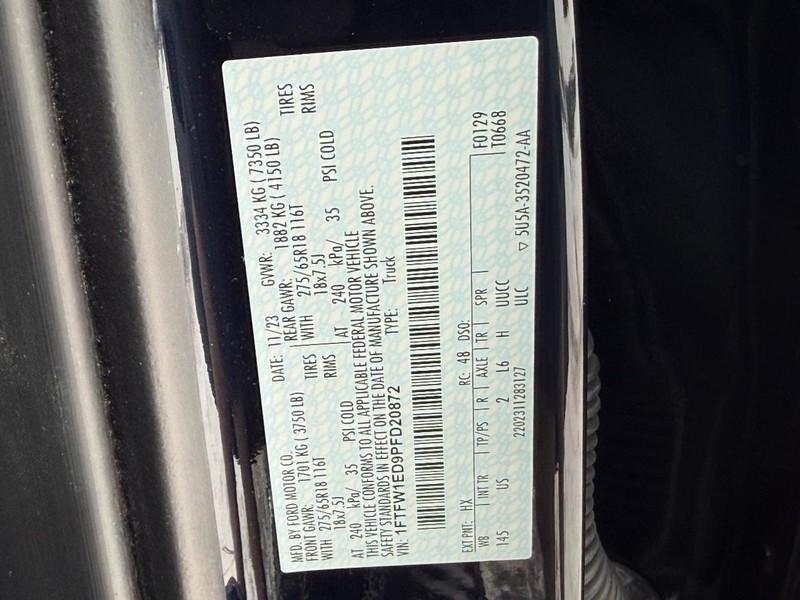 MFD. BY FORD MOTOR CO. DATE: 11/23 GVWR: 3334 KG ( 7350 LB)
FRONT GAWR: 1701 KG ( 3750 LB) REAR GAWR: 1882 KG ( 4150 LB)
WITH 275/65R18 116T TIRES WITH 275/65R18 116T TIRES
18x7.5J RIMS 18x7.5J RIMS
AT 240 kPa/ 35 PSI COLD AT 240 kPa/ 35 PSI COLD
THIS VEHICLE CONFORMS TO ALL APPLICABLE FEDERAL MOTOR VEHICLE
SAFETY STANDARDS IN EFFECT ON THE DATE OF MANUFACTURE SHOWN ABOVE.
VIN: 1FTFW1ED9PFD20872 TYPE: Truck
EXT PNT: HX RC: 48 DSO: F0129
WB INT TR TP/PS R AXLE TR SPR T0668
145 US 2 L6 H UUCC
ULC
2202311283127 ▽ 5U5A-3520472-AA